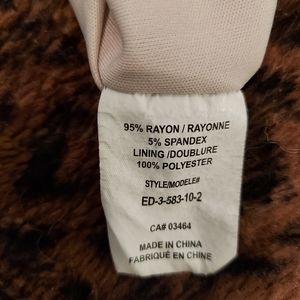 95% RAYON / RAYONNE
5% SPANDEX
LINING /DOUBLURE
100% POLYESTER
STYLE/MODELE#
ED-3-583-10-2
CA# 03464
MADE IN CHINA
FABRIQUÉ EN CHINE